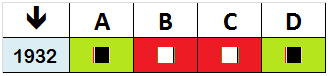 🡫 A B C D
1932 ■ □ □ ■